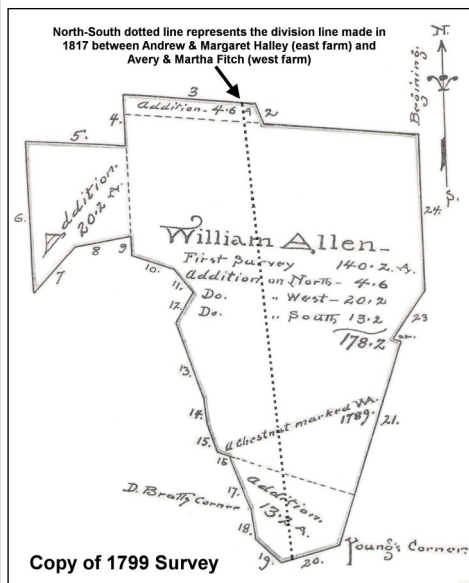 North-South dotted line represents the division line made in
1817 between Andrew & Margaret Halley (east farm) and
Avery & Martha Fitch (west farm)
N.
Begining.
S.
3
Addition - 4.6 A
2
4.
5.
6.
Addition.
20.2 A.
7
8
9
24.
William Allen -
First Survey 140.2. A.
Addition on North - 4.6
Do. " West - 20.2
Do. " South 13.2
178.2
10.
11.
12.
23
22.
13.
14.
15.
A Chestnut marked W.A.
1789.
21.
16
D. Bratts Corner
17.
Addition.
13.2 A.
18.
19.
20.
Young's Corner.
Copy of 1799 Survey